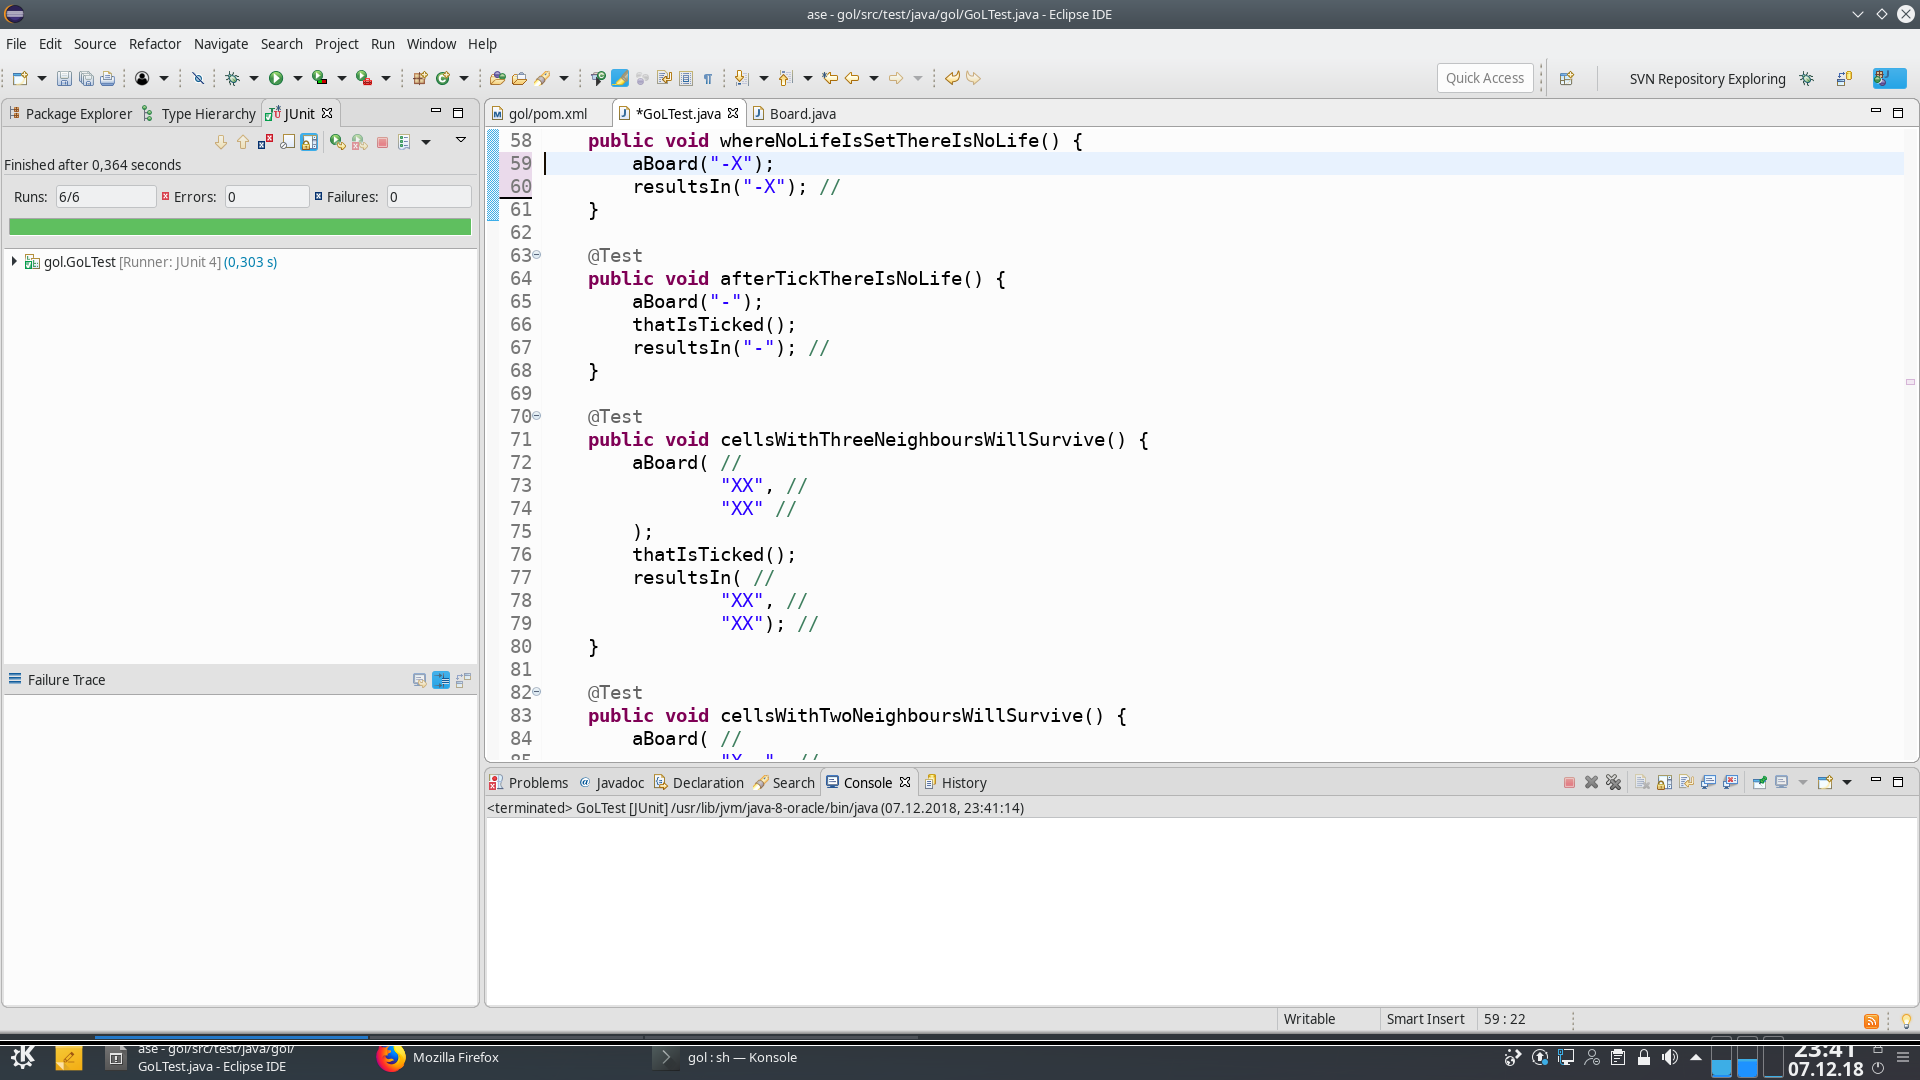 ase - gol/src/test/java/gol/GoLTest.java - Eclipse IDE
File Edit Source Refactor Navigate Search Project Run Window Help
Quick Access
SVN Repository Exploring
Package Explorer Type Hierarchy JUnit
Finished after 0,364 seconds
Runs: 6/6 Errors: 0 Failures: 0
gol.GoLTest [Runner: JUnit 4] (0,303 s)
Failure Trace
gol/pom.xml *GoLTest.java Board.java
58 public void whereNoLifeIsSetThereIsNoLife() {
59 aBoard("-X");
60 resultsIn("-X"); //
61 }
62
63 @Test
64 public void afterTickThereIsNoLife() {
65 aBoard("-");
66 thatIsTicked();
67 resultsIn("-"); //
68 }
69
70 @Test
71 public void cellsWithThreeNeighboursWillSurvive() {
72 aBoard( //
73 "XX", //
74 "XX" //
75 );
76 thatIsTicked();
77 resultsIn( //
78 "XX", //
79 "XX"); //
80 }
81
82 @Test
83 public void cellsWithTwoNeighboursWillSurvive() {
84 aBoard( //
Problems Javadoc Declaration Search Console History
<terminated> GoLTest [JUnit] /usr/lib/jvm/java-8-oracle/bin/java (07.12.2018, 23:41:14)
Writable Smart Insert 59 : 22
ase - gol/src/test/java/gol/
GoLTest.java - Eclipse IDE
Mozilla Firefox
gol : sh — Konsole
23:41
07.12.18